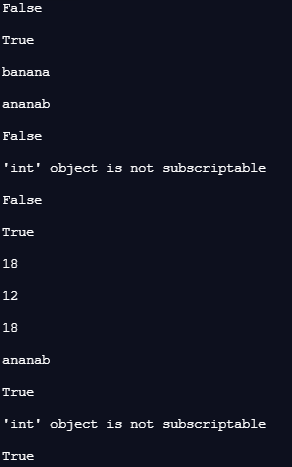 False
True
banana
ananab
False
'int' object is not subscriptable
False
True
18
12
18
ananab
True
'int' object is not subscriptable
True